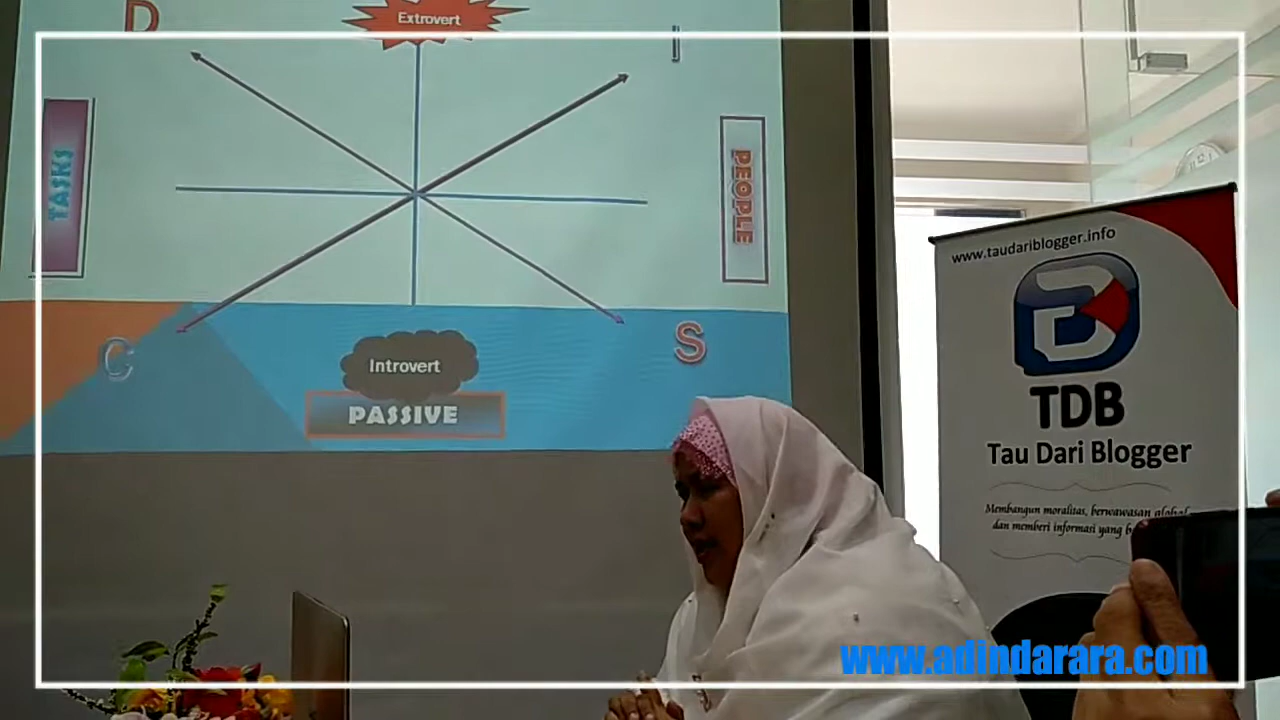 D
Extrovert
I
TASKS
PEOPLE
C
Introvert
S
PASSIVE
www.taudariblogger.info
TDB
Tau Dari Blogger
Membangun moralitas, berwawasan global
dan memberi informasi yang
www.adindarara.com